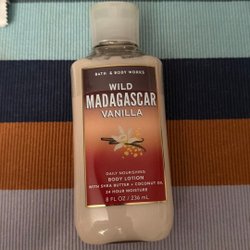 BATH & BODY WORKS
WILD
MADAGASCAR
VANILLA
DAILY NOURISHING
BODY LOTION
WITH SHEA BUTTER + COCONUT OIL
24 HOUR MOISTURE
8 FL OZ / 236 mL